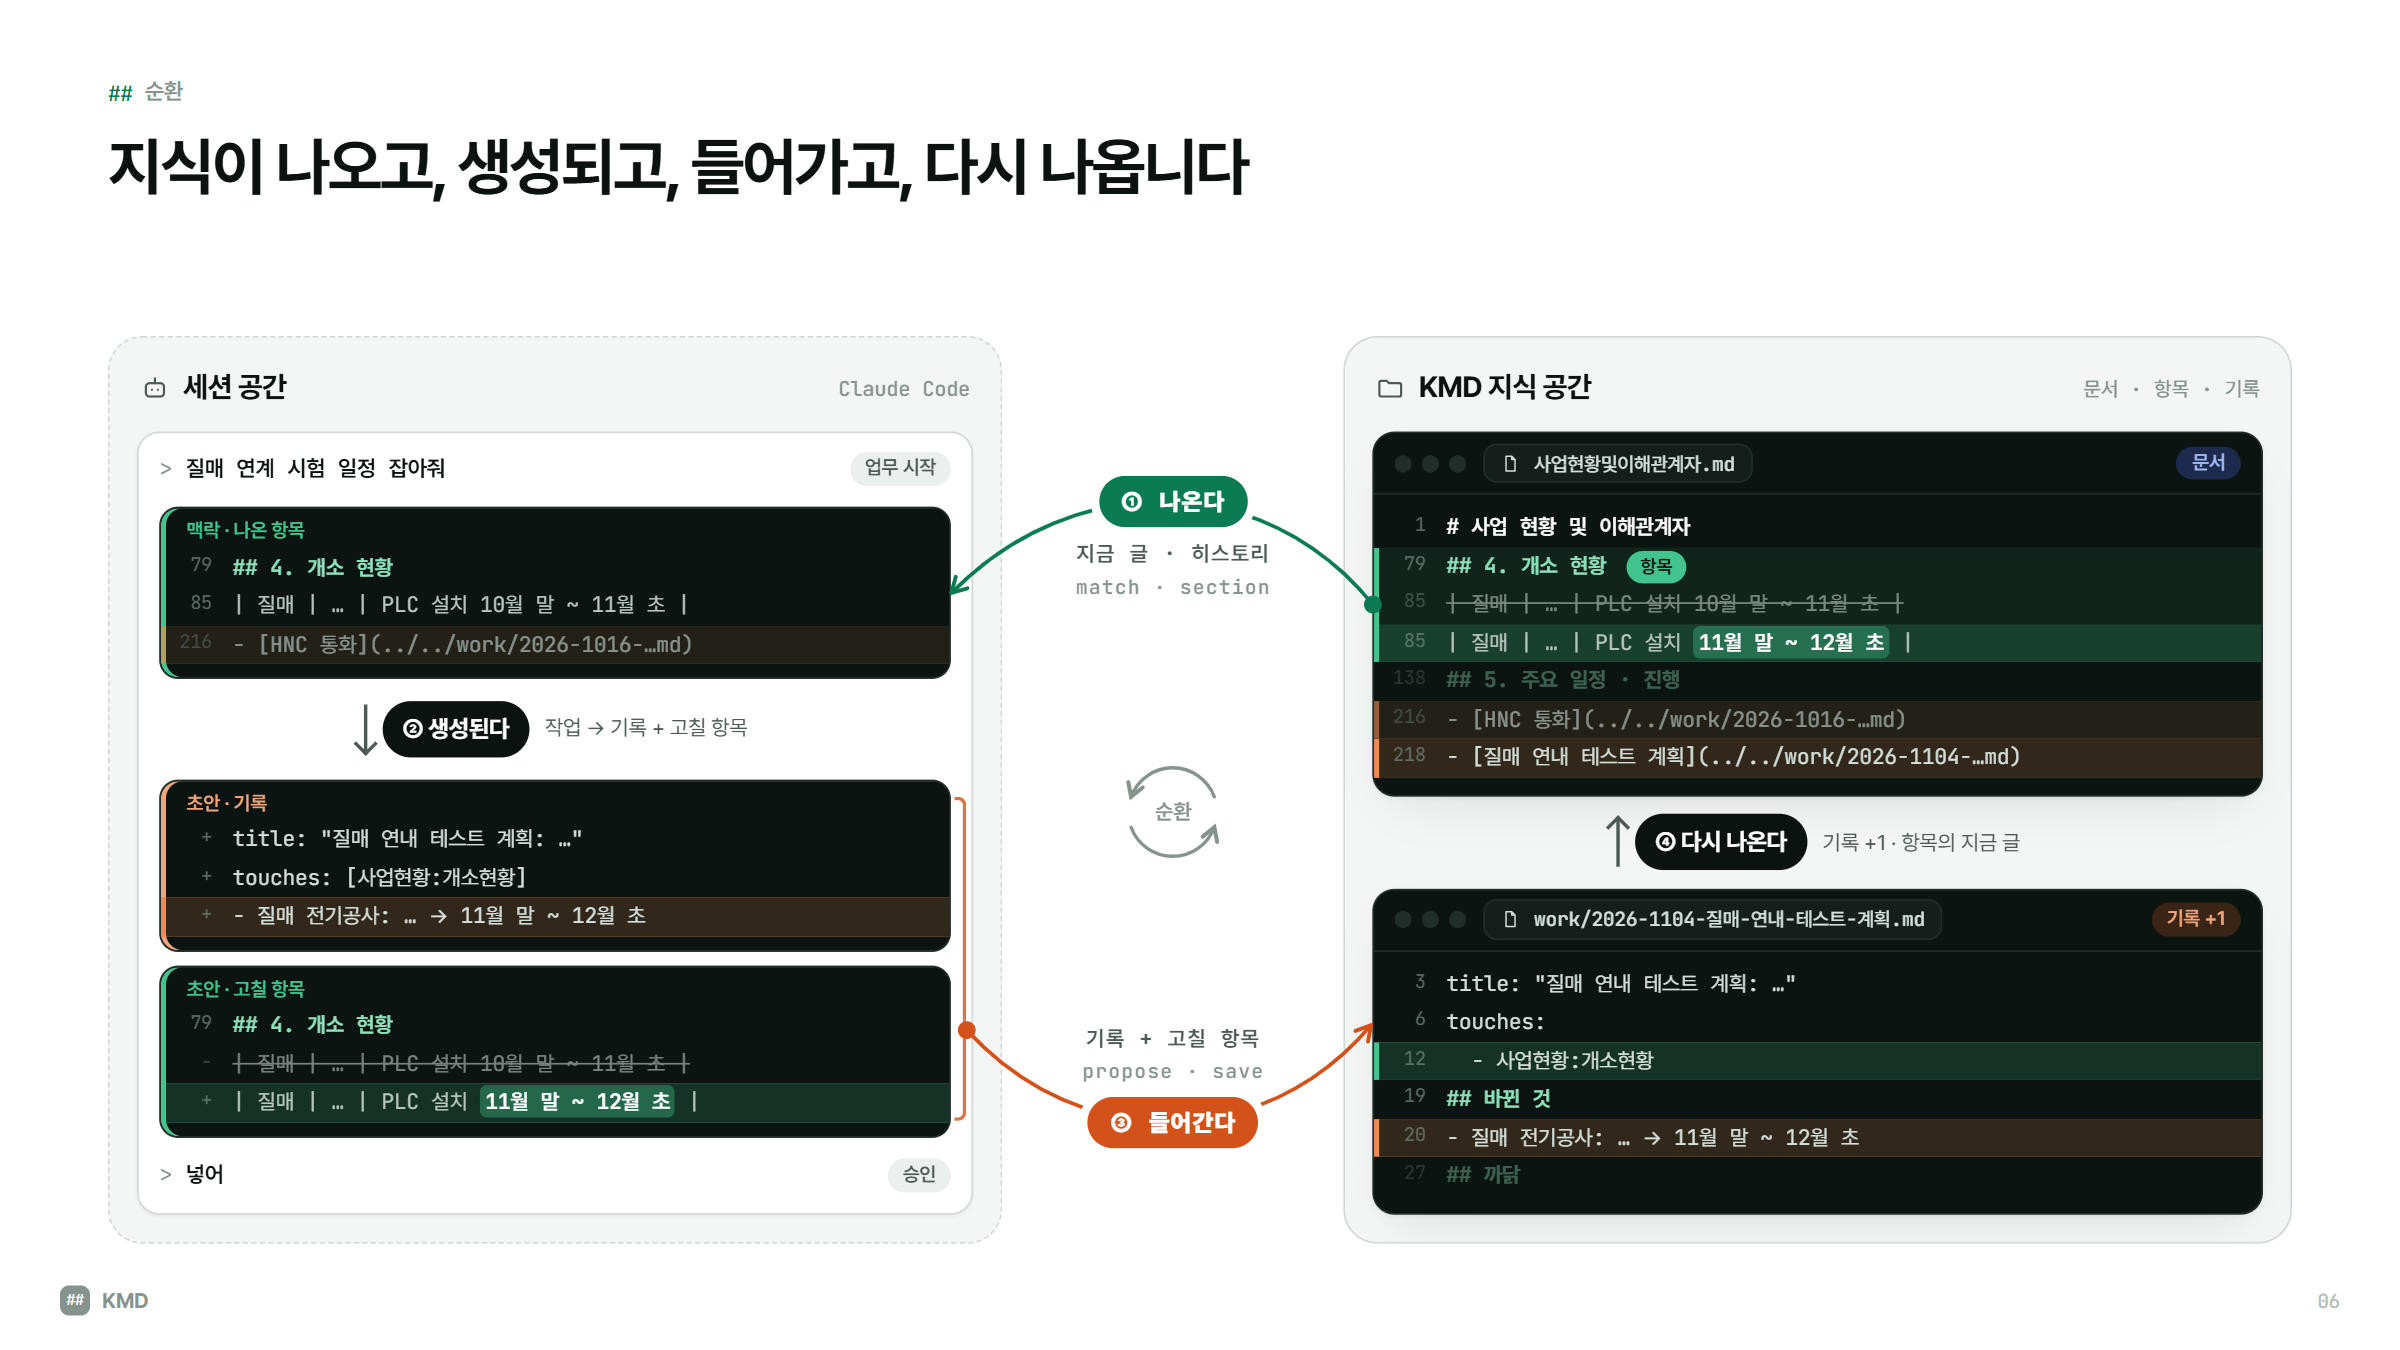 ## 순환
지식이 나오고, 생성되고, 들어가고, 다시 나옵니다
세션 공간 Claude Code
> 질매 연계 시험 일정 잡아줘 업무 시작
맥락 · 나온 항목
79 ## 4. 개소 현황
85 | 질매 | … | PLC 설치 10월 말 ~ 11월 초 |
216 - [HNC 통화](../../work/2026-1016-…md)
↓ ❷ 생성된다 작업 → 기록 + 고칠 항목
초안 · 기록
+ title: "질매 연내 테스트 계획: …"
+ touches: [사업현황:개소현황]
+ - 질매 전기공사: … → 11월 말 ~ 12월 초
초안 · 고칠 항목
79 ## 4. 개소 현황
- | 질매 | … | PLC 설치 10월 말 ~ 11월 초 |
+ | 질매 | … | PLC 설치 11월 말 ~ 12월 초 |
> 넣어 승인
❶ 나온다
지금 글 · 히스토리
match · section
순환
기록 + 고칠 항목
propose · save
❸ 들어간다
KMD 지식 공간 문서 · 항목 · 기록
사업현황및이해관계자.md 문서
1 # 사업 현황 및 이해관계자
79 ## 4. 개소 현황 항목
85 | 질매 | … | PLC 설치 10월 말 ~ 11월 초 |
85 | 질매 | … | PLC 설치 11월 말 ~ 12월 초 |
138 ## 5. 주요 일정 · 진행
216 - [HNC 통화](../../work/2026-1016-…md)
218 - [질매 연내 테스트 계획](../../work/2026-1104-…md)
↑ ❹ 다시 나온다 기록 +1 · 항목의 지금 글
work/2026-1104-질매-연내-테스트-계획.md 기록 +1
3 title: "질매 연내 테스트 계획: …"
6 touches:
12 - 사업현황:개소현황
19 ## 바뀐 것
20 - 질매 전기공사: … → 11월 말 ~ 12월 초
27 ## 까닭
## KMD
06